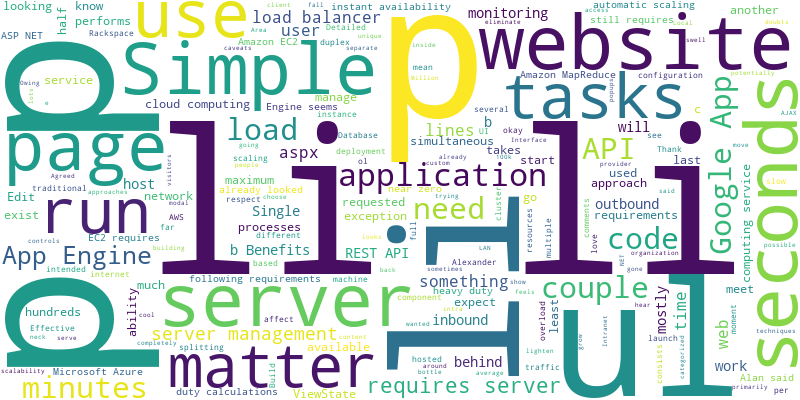 looking
half
know
use
fall
instant availability
client
Simple
load balancer
user
p
monitoring
automatic scaling
still requires
another
performs
ASP NET
Rackspace
Area
Detailed
duplex
unique
separate
caveats
Amazon EC2
eliminate
website
access
Local
doubts
service
Owing
lots
e
cloud computing
Engine seems
manage
instance
inside
mean
Billion
Amazon MapReduce
configuration
swell
potentially
page
load
Database
UI
lines
simultaneous
several
b
okay
Interface
tasks
popups
c
AJAX
going
scaling
people
deployment
ol
already
custom
takes
100k
start
API
will
see
Thank
move
seconds
Agreed
traditional
approaches
visitors
aspx
maximum
already looked
application
near zero
provider
last
used
approach
said
Google App
slow
Edit
host
network
modal
respect
choose
requested
exception
trying
need
go
cluster
resources
multiple
comments
love
outbound
requirements
NET
gone
organization
computing service
possible
exist
run
AWS
far
EC2 requires
Single
different
processes
based
REST API
full
looks
back
li
li
code
hear
meet
App Engine
controls
building
b Benefits
following requirements
machine
LAN
Alexander
sometimes
something
show
feels
heavy duty
expect
couple
mostly
time
web
moment
techniques
intended
internet
much
server
component
intra
wanted
inbound
overload
least
ul
launch
categorized
hundreds
Effective
neck
serve
ability
cool
affect
server management
content
available
hosted
around
bottle
behind
lighten
traffic
grow
Intranet
consists
work
Alan said
primarily
per
scalability
Microsoft Azure
completely
splitting
matter
minutes
duty calculations
Build
ViewState
average
requires server